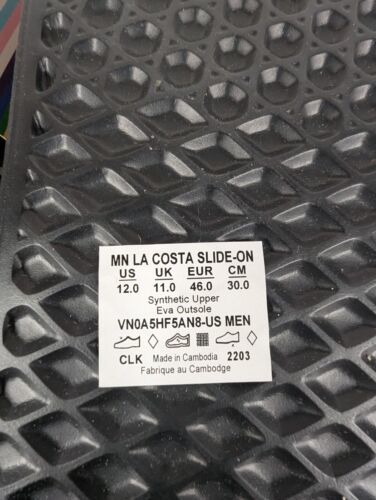 MN LA COSTA SLIDE-ON
US UK EUR CM
12.0 11.0 46.0 30.0
Synthetic Upper
Eva Outsole
VN0A5HF5AN8-US MEN
CLK Made in Cambodia 2203
Fabrique au Cambodge